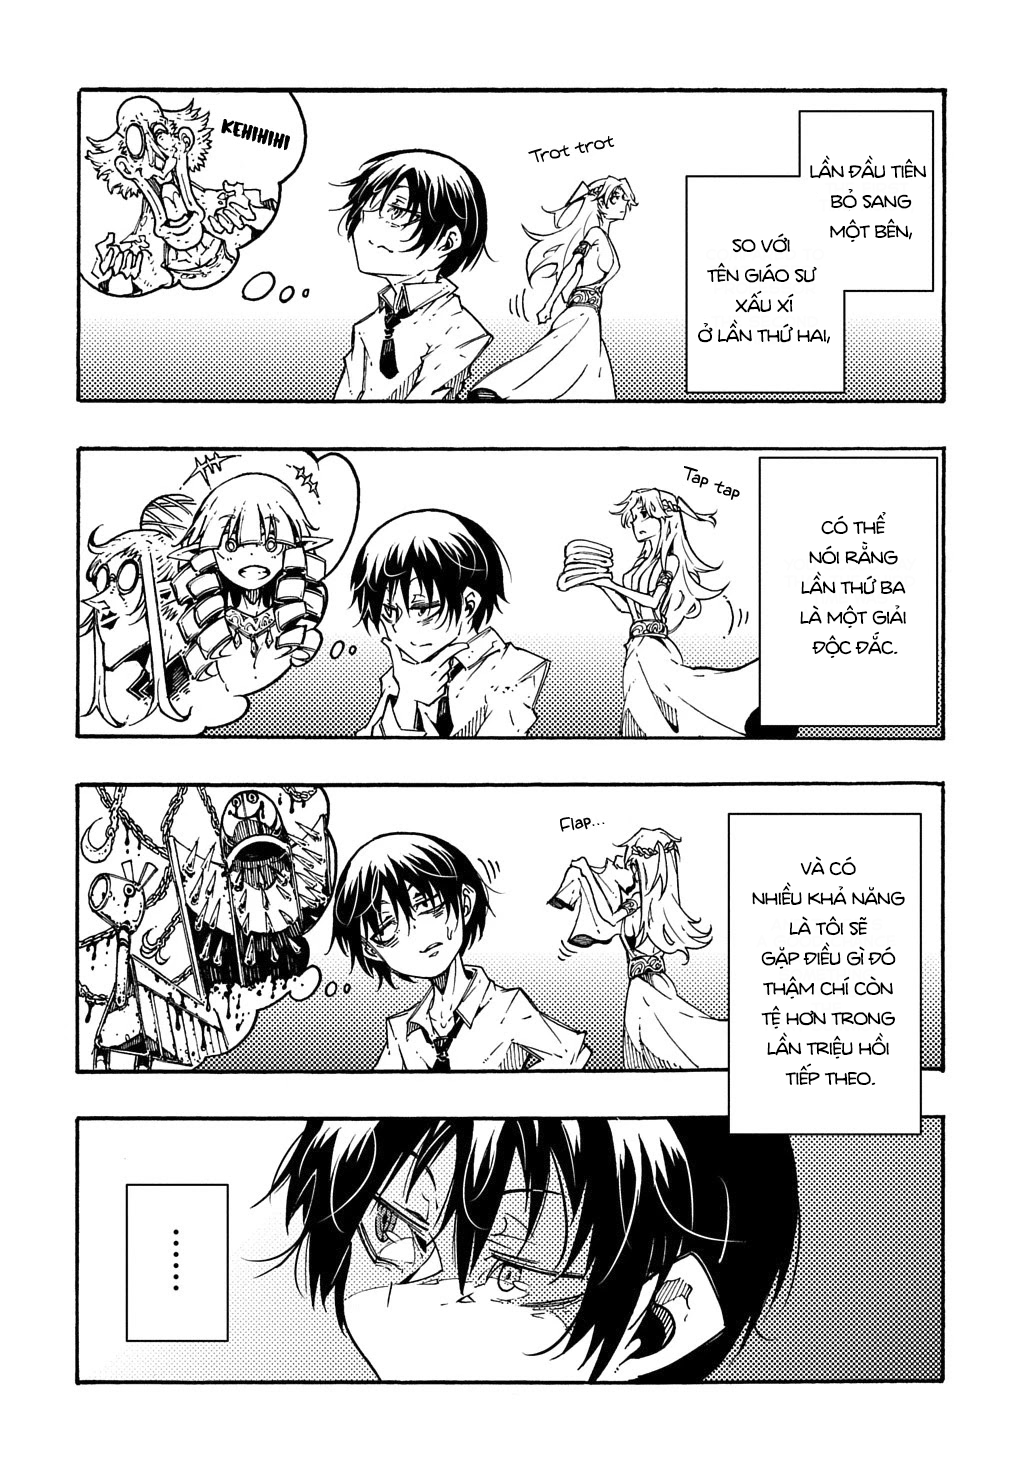 LẦN ĐẦU TIÊN
BỎ SANG
MỘT BÊN,
SO VỚI
TÊN GIÁO SƯ
XẤU XÍ
Ở LẦN THỨ HAI,
Trot trot
KEHIHIHI
CÓ THỂ
NÓI RẰNG
LẦN THỨ BA
LÀ MỘT GIẢI
ĐỘC ĐẮC.
Tap tap
VÀ CÓ
NHIỀU KHẢ NĂNG
LÀ TÔI SẼ
GẶP ĐIỀU GÌ ĐÓ
THẬM CHÍ CÒN
TỆ HƠN TRONG
LẦN TRIỆU HỒI
TIẾP THEO.
Flap...
......